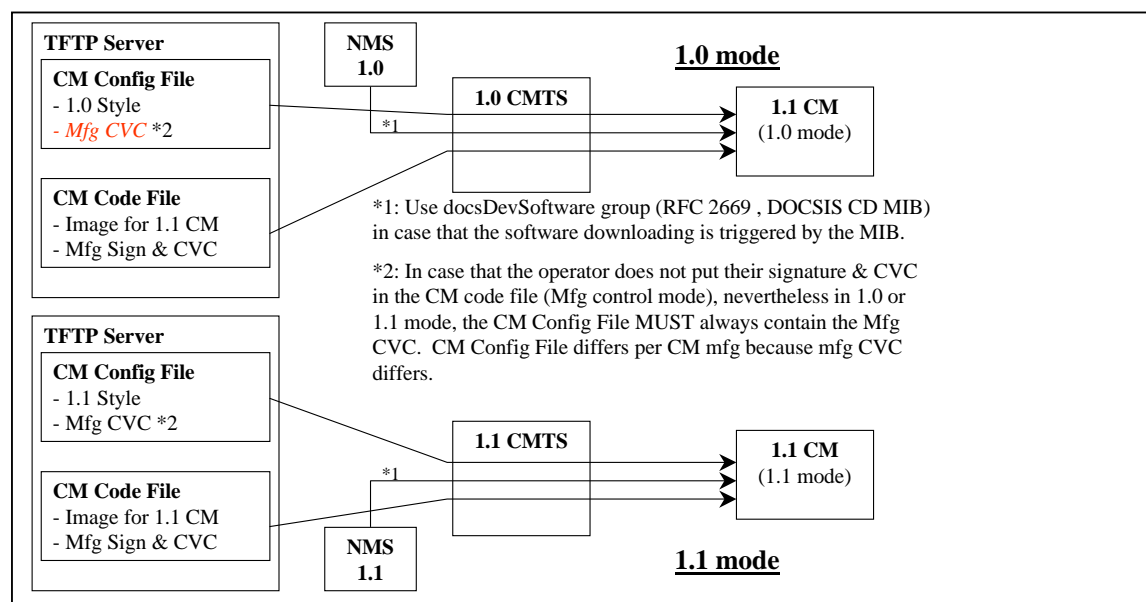 TFTP Server
CM Config File
- 1.0 Style
- Mfg CVC *2
CM Code File
- Image for 1.1 CM
- Mfg Sign & CVC
NMS
1.0
*1
1.0 CMTS
1.0 mode
1.1 CM
(1.0 mode)
*1: Use docsDevSoftware group (RFC 2669 , DOCSIS CD MIB)
in case that the software downloading is triggered by the MIB.
*2: In case that the operator does not put their signature & CVC
in the CM code file (Mfg control mode), nevertheless in 1.0 or
1.1 mode, the CM Config File MUST always contain the Mfg
CVC.  CM Config File differs per CM mfg because mfg CVC
differs.
TFTP Server
CM Config File
- 1.1 Style
- Mfg CVC *2
CM Code File
- Image for 1.1 CM
- Mfg Sign & CVC
*1
NMS
1.1
1.1 CMTS
1.1 CM
(1.1 mode)
1.1 mode